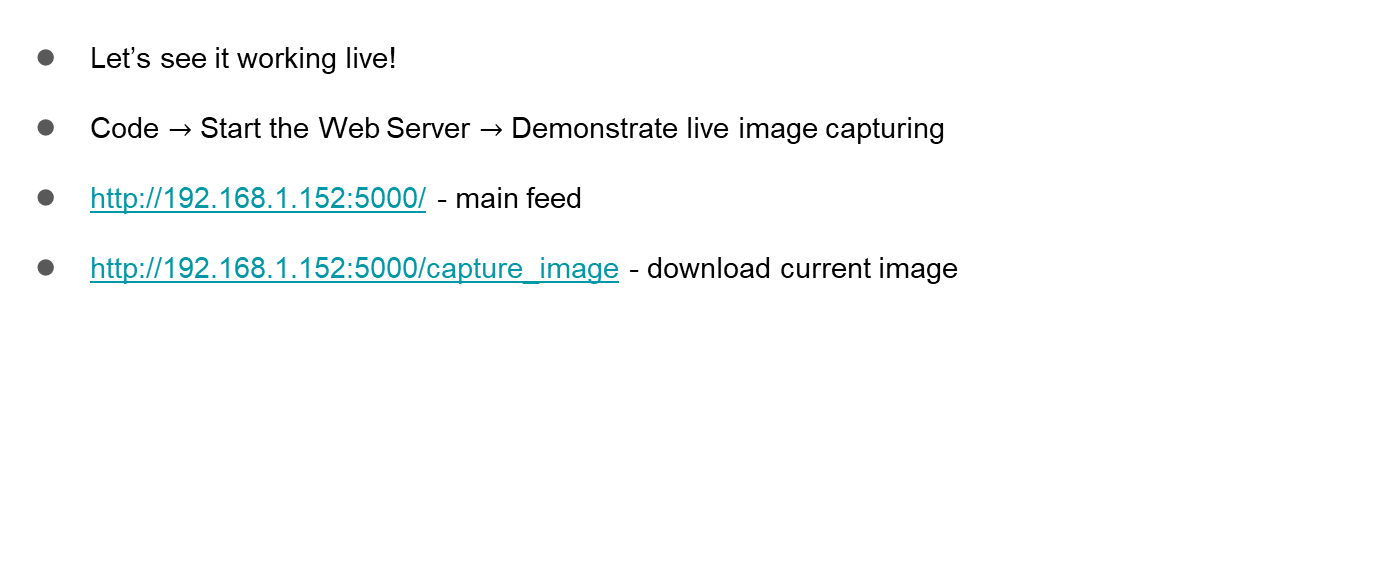 ● Let’s see it working live!
● Code → Start the Web Server → Demonstrate live image capturing
● http://192.168.1.152:5000/ - main feed
● http://192.168.1.152:5000/capture_image - download current image